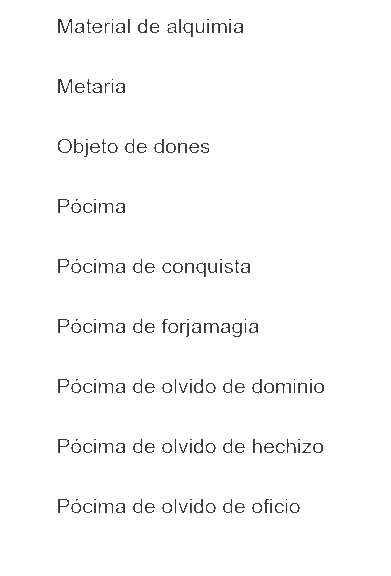 Material de alquimia
Metaria
Objeto de dones
Pócima
Pócima de conquista
Pócima de forjamagia
Pócima de olvido de dominio
Pócima de olvido de hechizo
Pócima de olvido de oficio